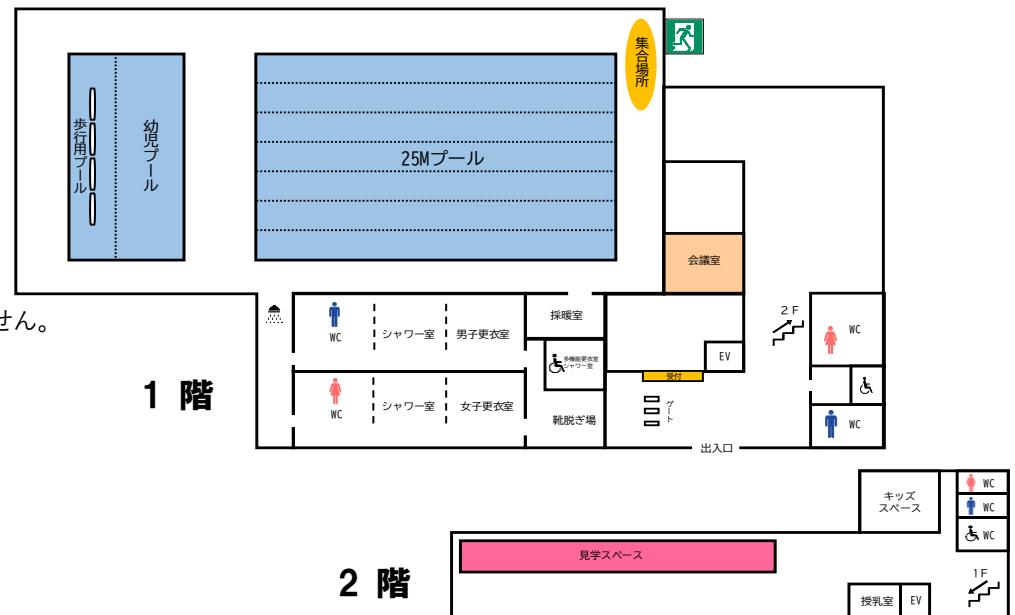 集合場所
歩行用プール
幼児プール
25Mプール
会議室
せん。
WC
シャワー室
男子更衣室
採暖室
2F
WC
多機能更衣室
シャワー室
EV
受付
1 階
WC
シャワー室
女子更衣室
靴脱ぎ場
ゲート
WC
出入口
キッズ
スペース
WC
WC
WC
見学スペース
2 階
1F
授乳室
EV